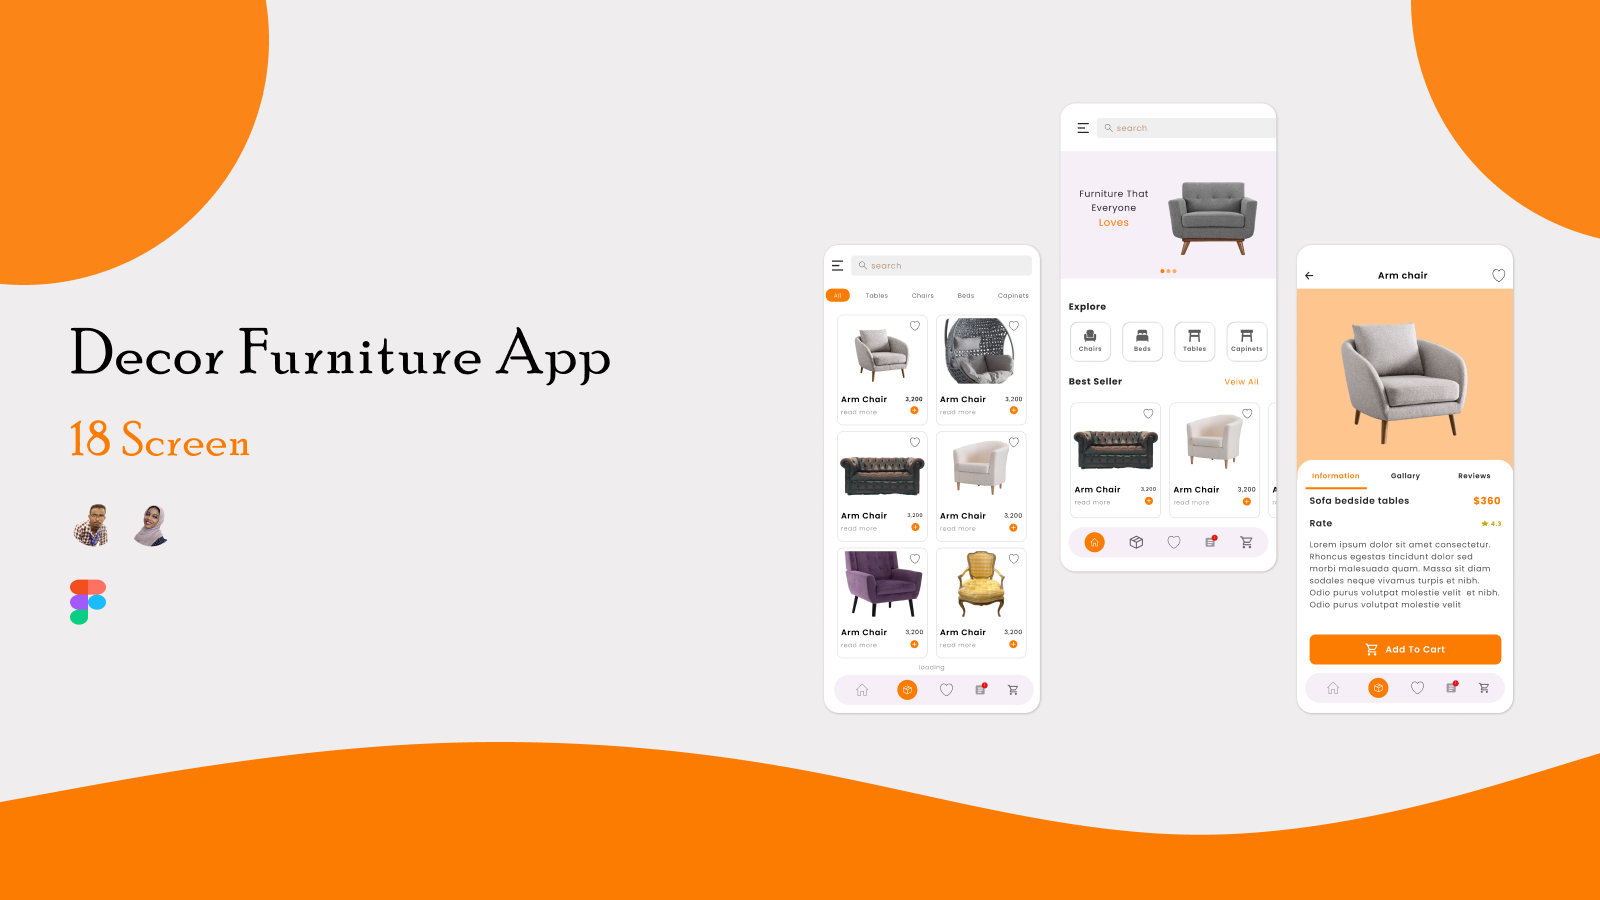 Decor Furniture App
18 Screen
search
All Tables Chairs Beds Capinets
Arm Chair 3,200
read more
Arm Chair 3,200
read more
Arm Chair 3,200
read more
Arm Chair 3,200
read more
Arm Chair 3,200
read more
Arm Chair 3,200
read more
loading
search
Furniture That
Everyone
Loves
Explore
Chairs Beds Tables Capinets
Best Seller Veiw All
Arm Chair 3,200
read more
Arm Chair 3,200
read more
A
Arm chair
Information Gallary Reviews
Sofa bedside tables $360
Rate 4.3
Lorem ipsum dolor sit amet consectetur.
Rhoncus egestas tincidunt dolor sed
morbi malesuada quam. Massa sit diam
sodales neque vivamus turpis et nibh.
Odio purus volutpat molestie velit et nibh.
Odio purus volutpat molestie velit
Add To Cart